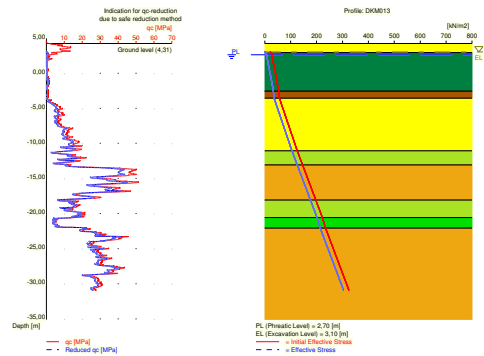 Indication for qc-reduction
due to safe reduction method
qc [MPa]
0 10 20 30 40 50 60 70
5,00
Ground level (4,31)
0,00
-5,00
-10,00
-15,00
-20,00
-25,00
-30,00
-35,00
Depth [m]
qc [MPa]
Reduced qc [MPa]
Profile: DKM013
[kN/m2]
0 100 200 300 400 500 600 700 800
PL
EL
PL (Phreatic Level) = 2,70 [m]
EL (Excavation Level) = 3,10 [m]
= Initial Effective Stress
= Effective Stress